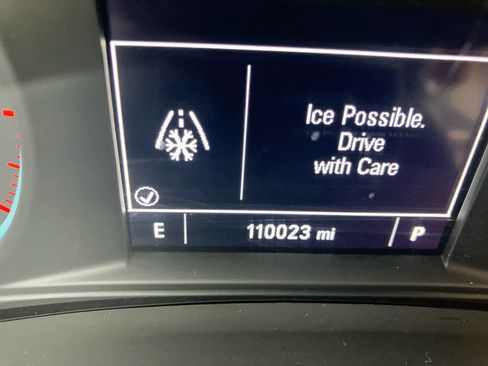 Ice Possible.
Drive
with Care
E 110023 mi P